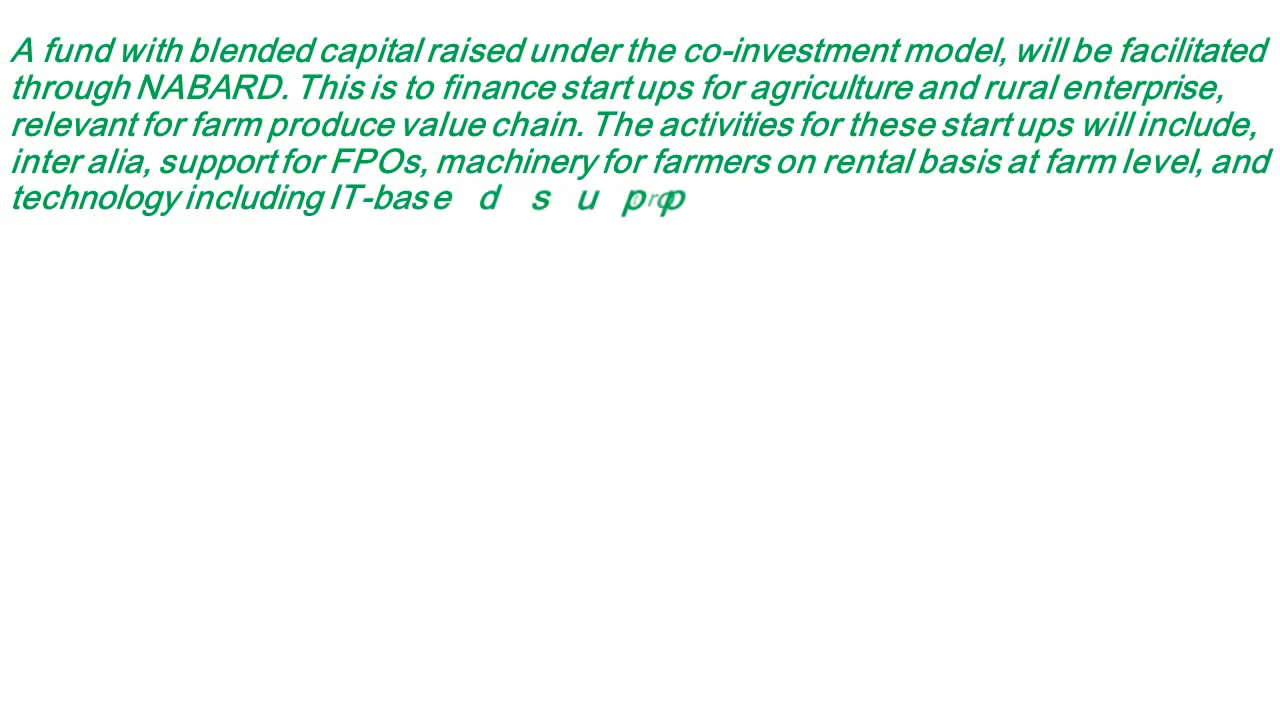 A fund with blended capital raised under the co-investment model, will be facilitated
through NABARD. This is to finance start ups for agriculture and rural enterprise,
relevant for farm produce value chain. The activities for these start ups will include,
inter alia, support for FPOs, machinery for farmers on rental basis at farm level, and
technology including IT-based supp